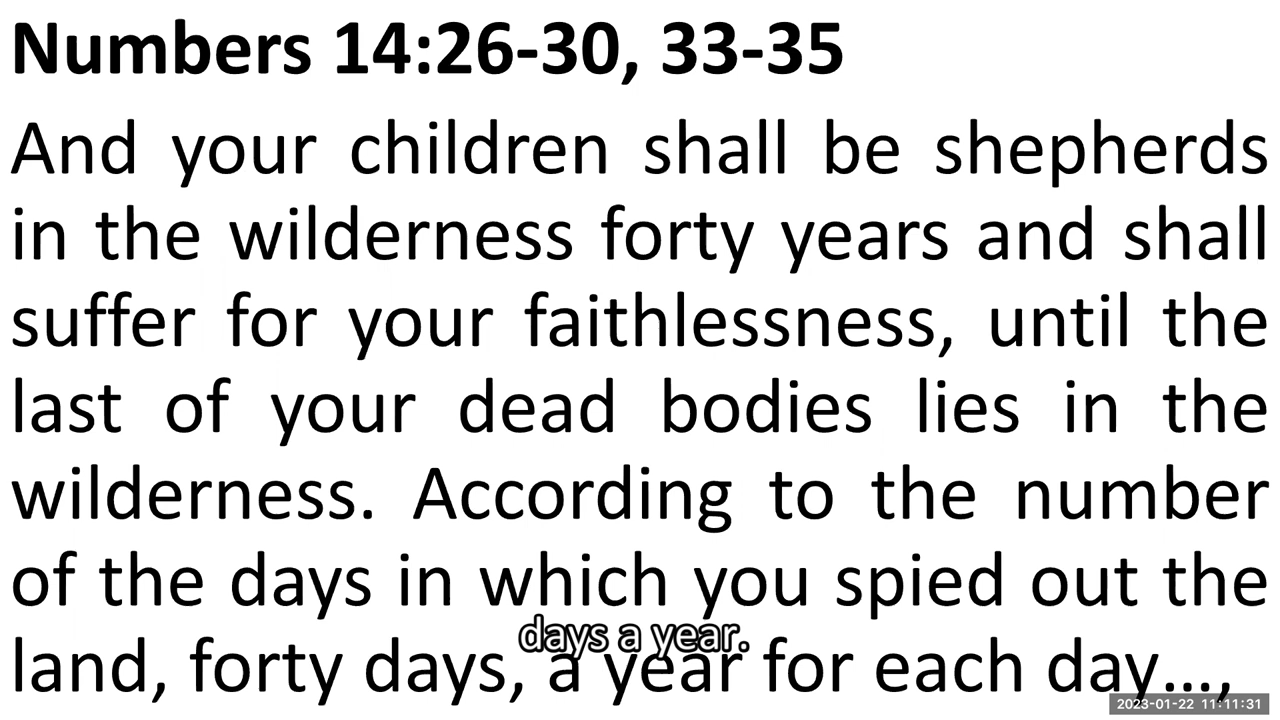 Numbers 14:26-30, 33-35
And your children shall be shepherds
in the wilderness forty years and shall
suffer for your faithlessness, until the
last of your dead bodies lies in the
wilderness. According to the number
of the days in which you spied out the
days a year.
land, forty days, a year for each day...,
2023-01-22 11:11:31